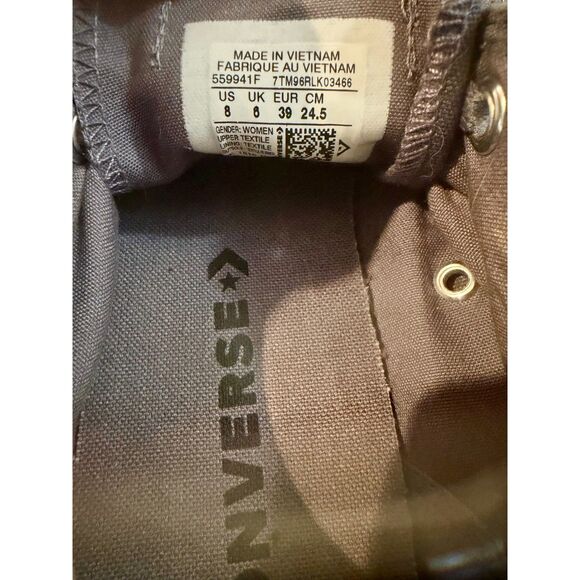 MADE IN VIETNAM
FABRIQUE AU VIETNAM
559941F 7TM96RLK03466
US UK EUR CM
8 6 39 24.5
GENDER: WOMEN
UPPER: TEXTILE
LINING: TEXTILE
NVERSE